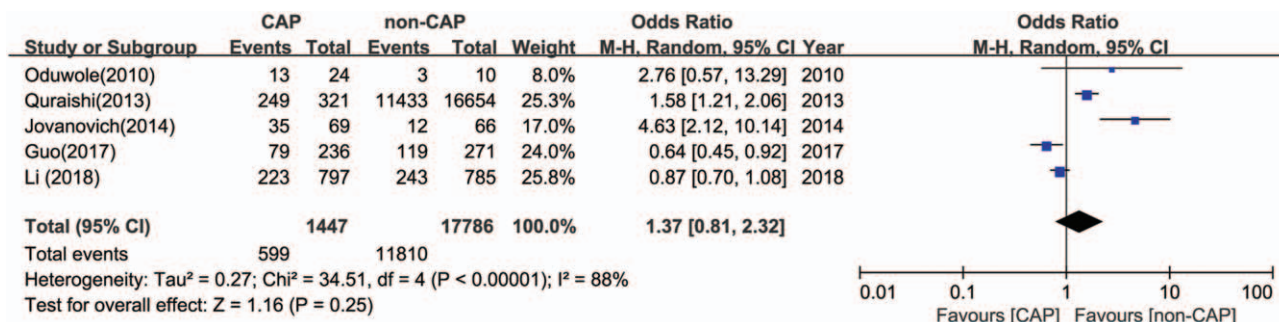 CAP non-CAP Odds Ratio Odds Ratio
Study or Subgroup Events Total Events Total Weight M-H, Random, 95% CI Year M-H, Random, 95% CI
Oduwole(2010) 13 24 3 10 8.0% 2.76 [0.57, 13.29] 2010
Quraishi(2013) 249 321 11433 16654 25.3% 1.58 [1.21, 2.06] 2013
Jovanovich(2014) 35 69 12 66 17.0% 4.63 [2.12, 10.14] 2014
Guo(2017) 79 236 119 271 24.0% 0.64 [0.45, 0.92] 2017
Li (2018) 223 797 243 785 25.8% 0.87 [0.70, 1.08] 2018
Total (95% CI) 1447 17786 100.0% 1.37 [0.81, 2.32]
Total events 599 11810
Heterogeneity: Tau² = 0.27; Chi² = 34.51, df = 4 (P < 0.00001); I² = 88%
Test for overall effect: Z = 1.16 (P = 0.25)
0.01 0.1 1 10 100
Favours [CAP] Favours [non-CAP]